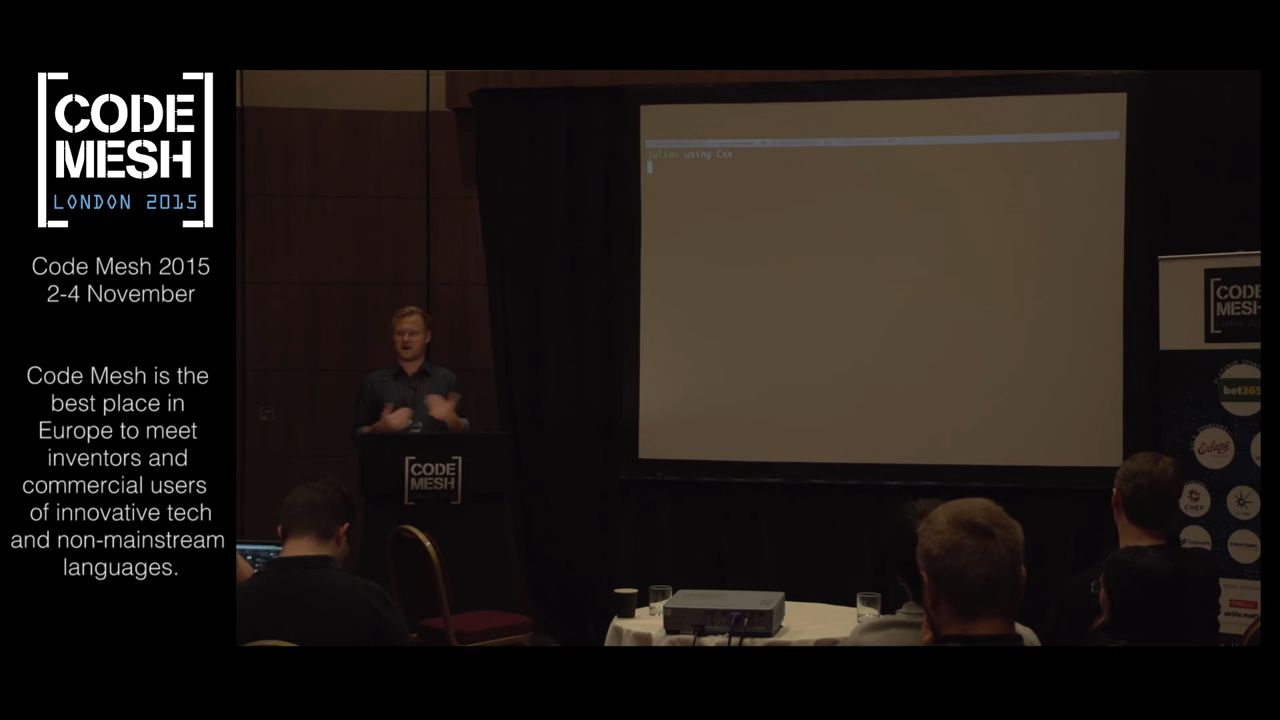 CODE
MESH
LONDON 2015
Code Mesh 2015
2-4 November
Code Mesh is the
best place in
Europe to meet
inventors and
commercial users
of innovative tech
and non-mainstream
languages.
julia> using Cxx
CODE
MESH
CODE
MESH
bet365
Erlang
CHEF